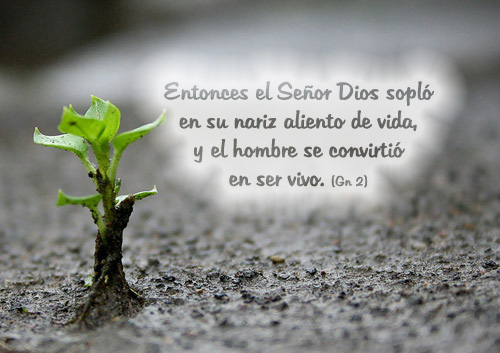 Entonces el Señor Dios sopló
en su nariz aliento de vida,
y el hombre se convirtió
en ser vivo. (Gn 2)